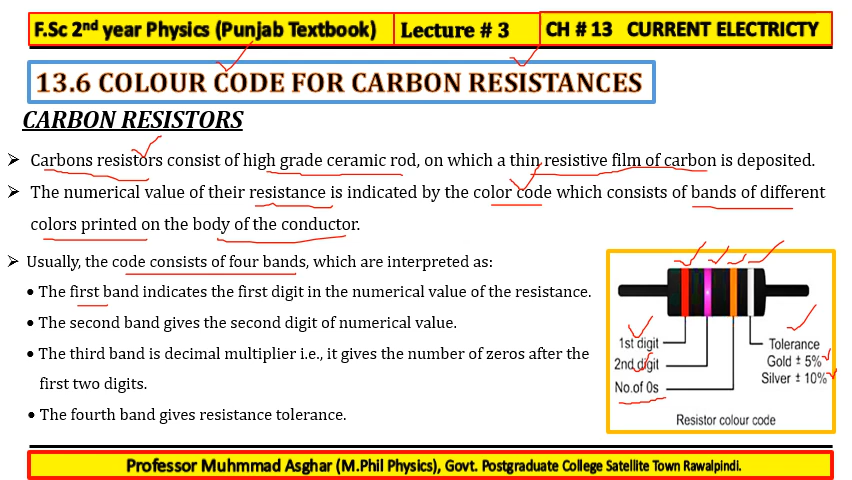 F.Sc 2nd year Physics (Punjab Textbook) Lecture # 3 CH # 13 CURRENT ELECTRICTY
13.6 COLOUR CODE FOR CARBON RESISTANCES
CARBON RESISTORS
➢ Carbons resistors consist of high grade ceramic rod, on which a thin resistive film of carbon is deposited.
➢ The numerical value of their resistance is indicated by the color code which consists of bands of different
colors printed on the body of the conductor.
➢ Usually, the code consists of four bands, which are interpreted as:
• The first band indicates the first digit in the numerical value of the resistance.
• The second band gives the second digit of numerical value.
• The third band is decimal multiplier i.e., it gives the number of zeros after the
first two digits.
• The fourth band gives resistance tolerance.
1st digit
2nd digit
No.of 0s
Tolerance
Gold ± 5%
Silver ± 10%
Resistor colour code
Professor Muhmmad Asghar (M.Phil Physics), Govt. Postgraduate College Satellite Town Rawalpindi.